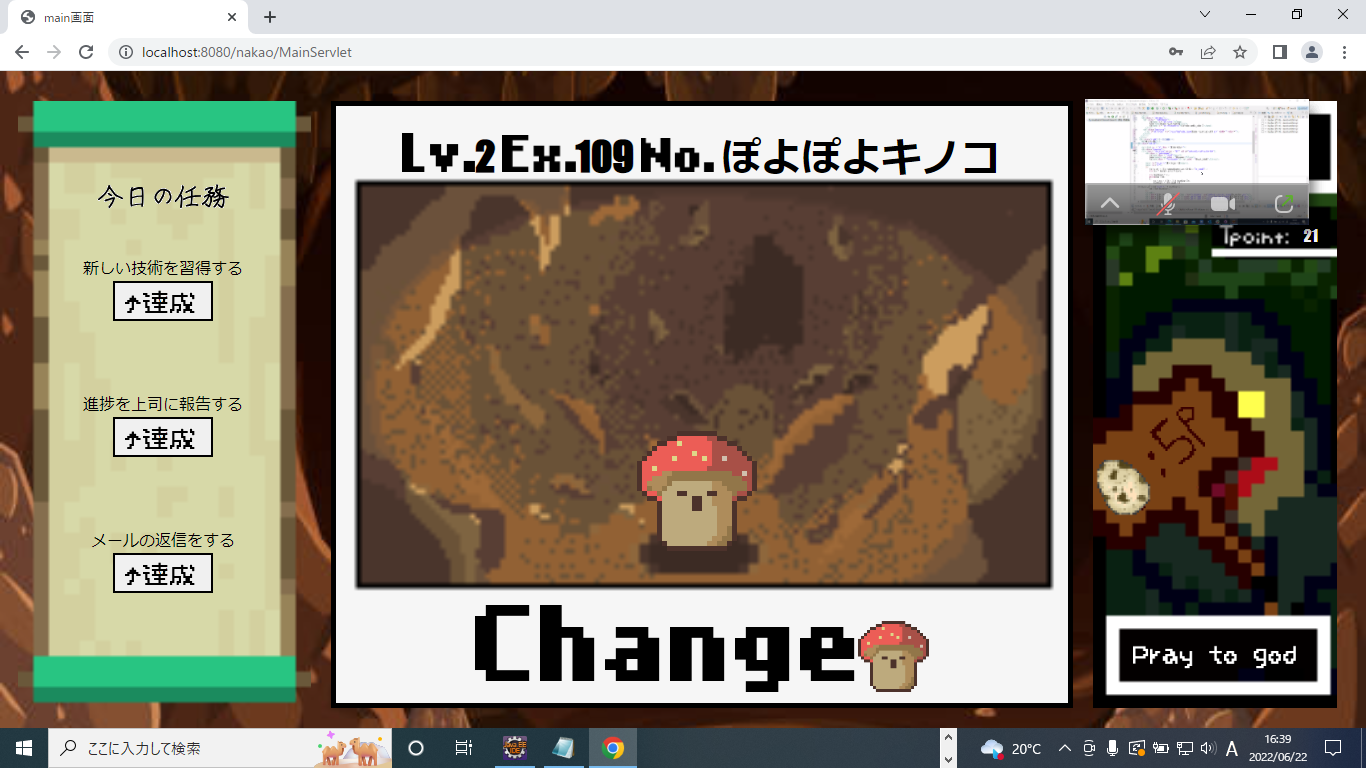 main画面
localhost:8080/nakao/MainServlet
今日の任務
新しい技術を習得する
↑達成
進捗を上司に報告する
↑達成
メールの返信をする
↑達成
Lv.2 Ex.109 No.ぽよぽよキノコ
Change
Tpoint: 21
Pray to god
ここに入力して検索
20°C
A
16:39
2022/06/22